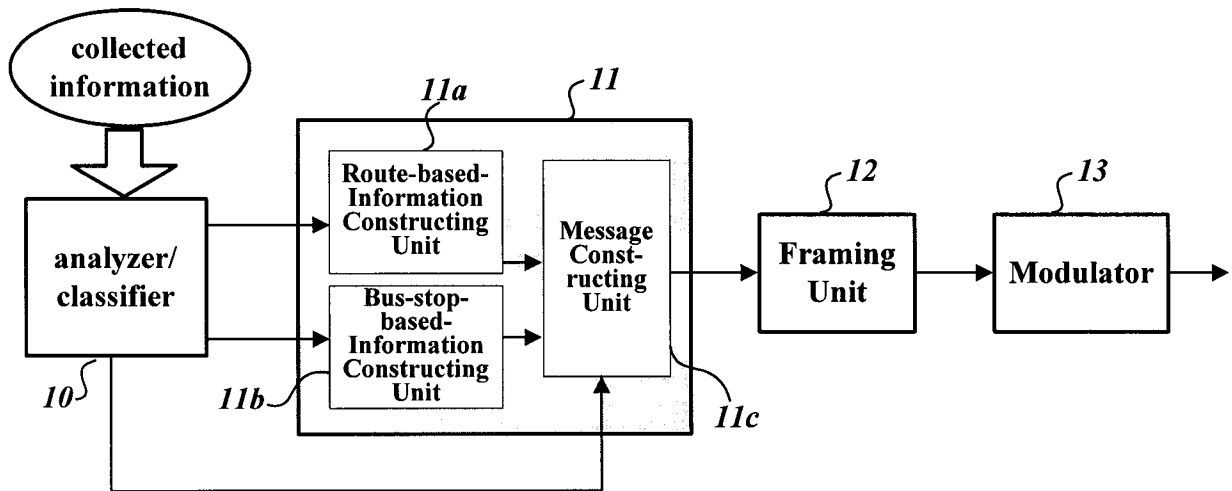 collected
information
11a
11
Route-based-
Information
Constructing
Unit
12
13
analyzer/
classifier
Message
Const-
ructing
Unit
Framing
Unit
Modulator
Bus-stop-
based-
Information
Constructing
Unit
10
11b
11c